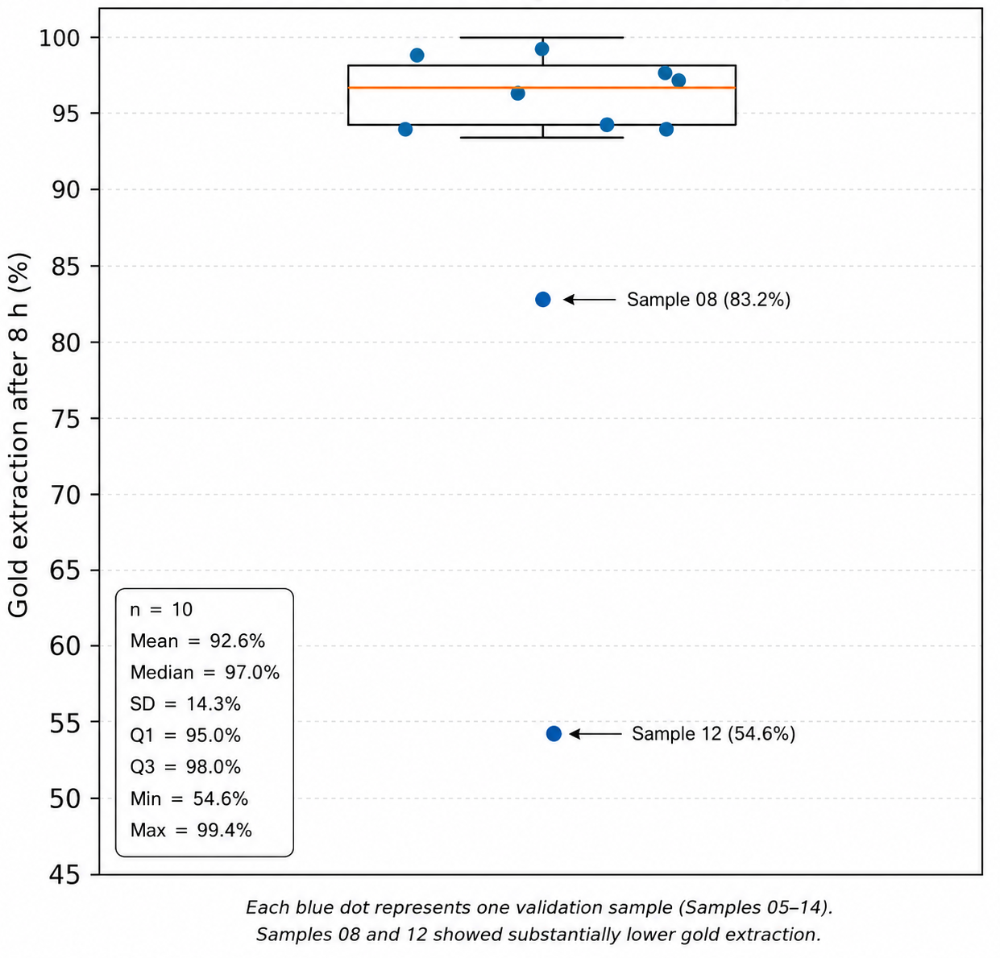 100
95
90
85
80
75
70
65
60
55
50
45
Gold extraction after 8 h (%)
Sample 08 (83.2%)
Sample 12 (54.6%)
n = 10
Mean = 92.6%
Median = 97.0%
SD = 14.3%
Q1 = 95.0%
Q3 = 98.0%
Min = 54.6%
Max = 99.4%
Each blue dot represents one validation sample (Samples 05–14).
Samples 08 and 12 showed substantially lower gold extraction.